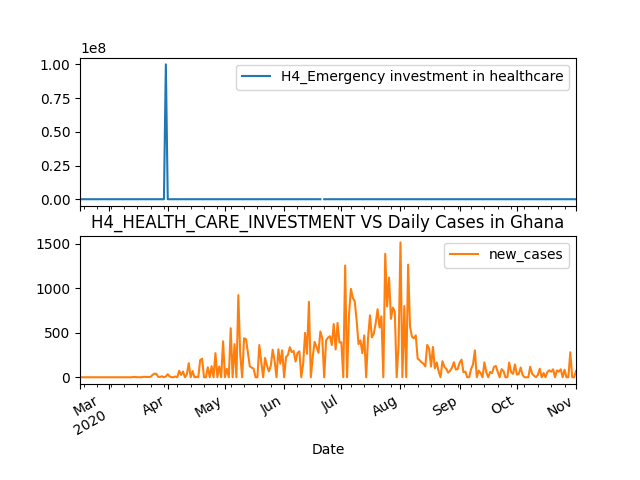 1e8
1.00
0.75
0.50
0.25
0.00
H4_Emergency investment in healthcare
H4_HEALTH_CARE_INVESTMENT VS Daily Cases in Ghana
1500
1000
500
0
new_cases
Mar
2020
Apr
May
Jun
Jul
Aug
Sep
Oct
Nov
Date